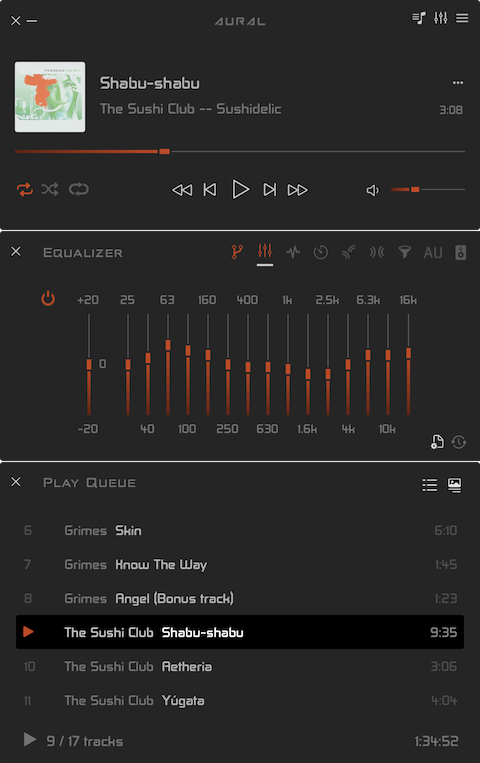 AURAL
Shabu-shabu
The Sushi Club -- Sushidelic
3:08
Equalizer
AU
+20 25 63 160 400 1k 2.5k 6.3k 16k
0
-20 40 100 250 630 1.6k 4k 10k
Play Queue
6 Grimes Skin 6:10
7 Grimes Know The Way 1:45
8 Grimes Angel (Bonus track) 1:23
The Sushi Club Shabu-shabu 9:35
10 The Sushi Club Aetheria 3:06
11 The Sushi Club Yúgata 4:04
9 / 17 tracks 1:34:52